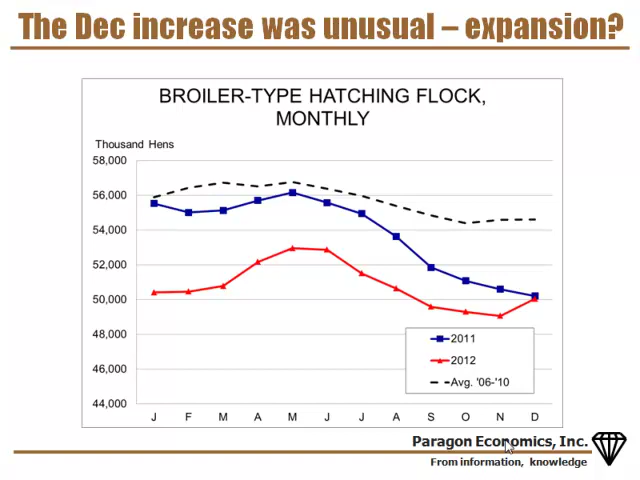 The Dec increase was unusual – expansion?
BROILER-TYPE HATCHING FLOCK,
MONTHLY
Thousand Hens
58,000
56,000
54,000
52,000
50,000
48,000
46,000
44,000
J F M A M J J A S O N D
2011
2012
Avg. '06-'10
Paragon Economics, Inc.
From information, knowledge